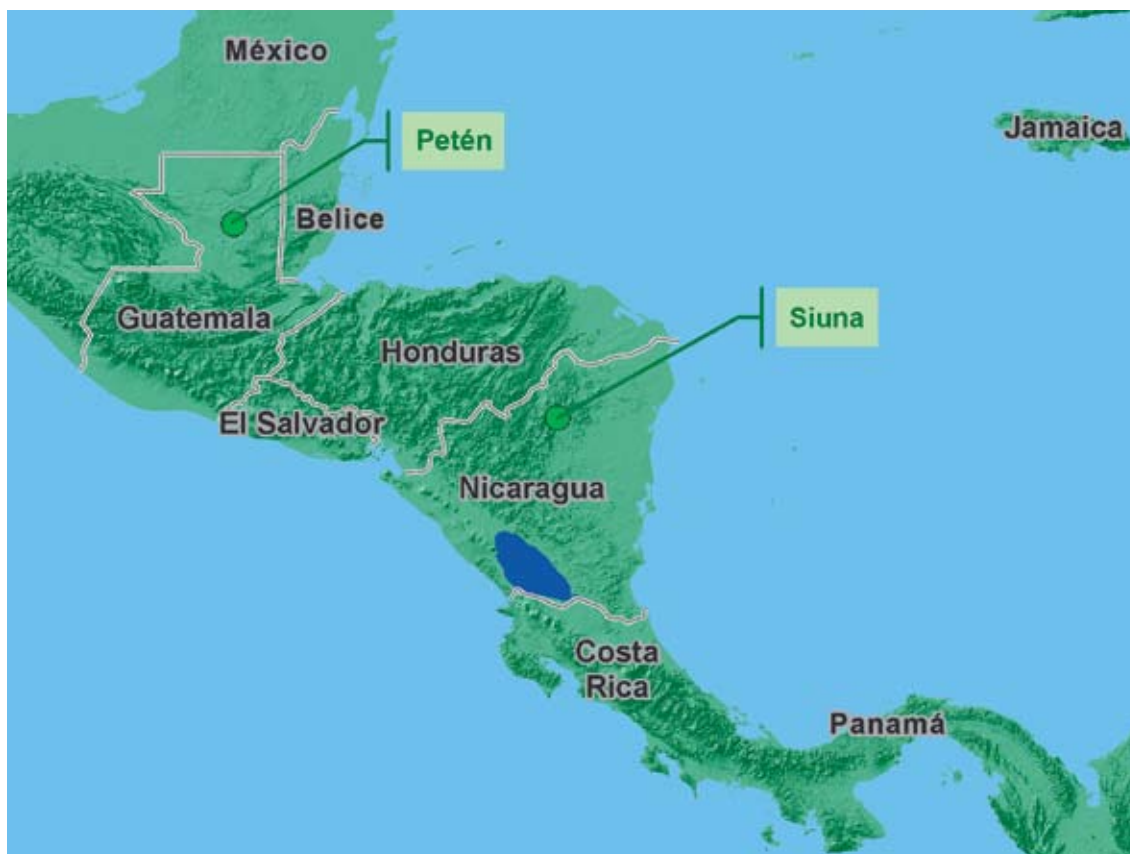 México
Petén
Jamaica
Belice
Guatemala
Siuna
Honduras
El Salvador
Nicaragua
Costa
Rica
Panamá